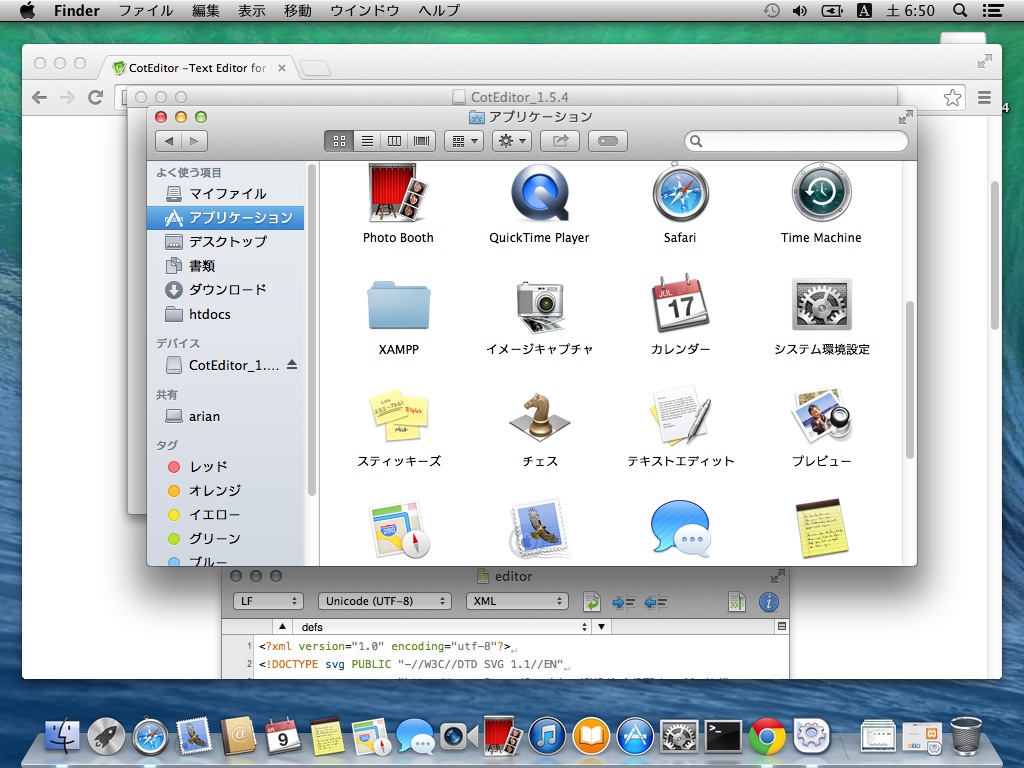 Finder ファイル 編集 表示 移動 ウインドウ ヘルプ A 土 6:50
CotEditor –Text Editor for
CotEditor_1.5.4
アプリケーション
よく使う項目
マイファイル
アプリケーション
デスクトップ
書類
ダウンロード
htdocs
デバイス
CotEditor_1....
共有
arian
タグ
レッド
オレンジ
イエロー
グリーン
ブルー
Photo Booth QuickTime Player Safari Time Machine
JUL 17
XAMPP イメージキャプチャ カレンダー システム環境設定
スティッキーズ チェス テキストエディット プレビュー
280
4
editor
LF Unicode (UTF-8) XML
defs
1 <?xml version="1.0" encoding="utf-8"?>
2 <!DOCTYPE svg PUBLIC "-//W3C//DTD SVG 1.1//EN"
9